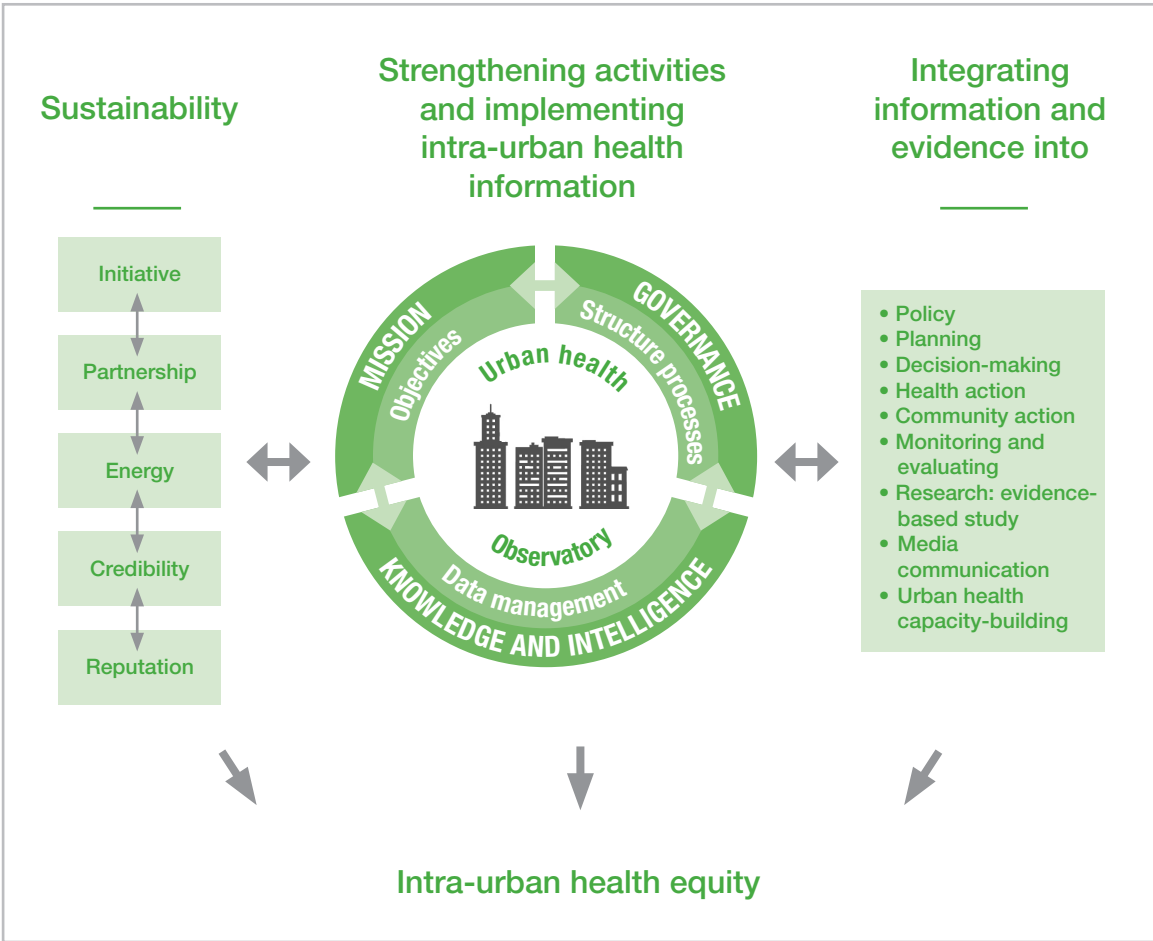 Sustainability
Strengthening activities
and implementing
intra-urban health
information
Integrating
information and
evidence into
Initiative
Partnership
Energy
Credibility
Reputation
MISSION
Objectives
GOVERNANCE
Structure processes
Urban health
Observatory
Data management
KNOWLEDGE AND INTELLIGENCE
• Policy
• Planning
• Decision-making
• Health action
• Community action
• Monitoring and
evaluating
• Research: evidence-
based study
• Media
communication
• Urban health
capacity-building
Intra-urban health equity